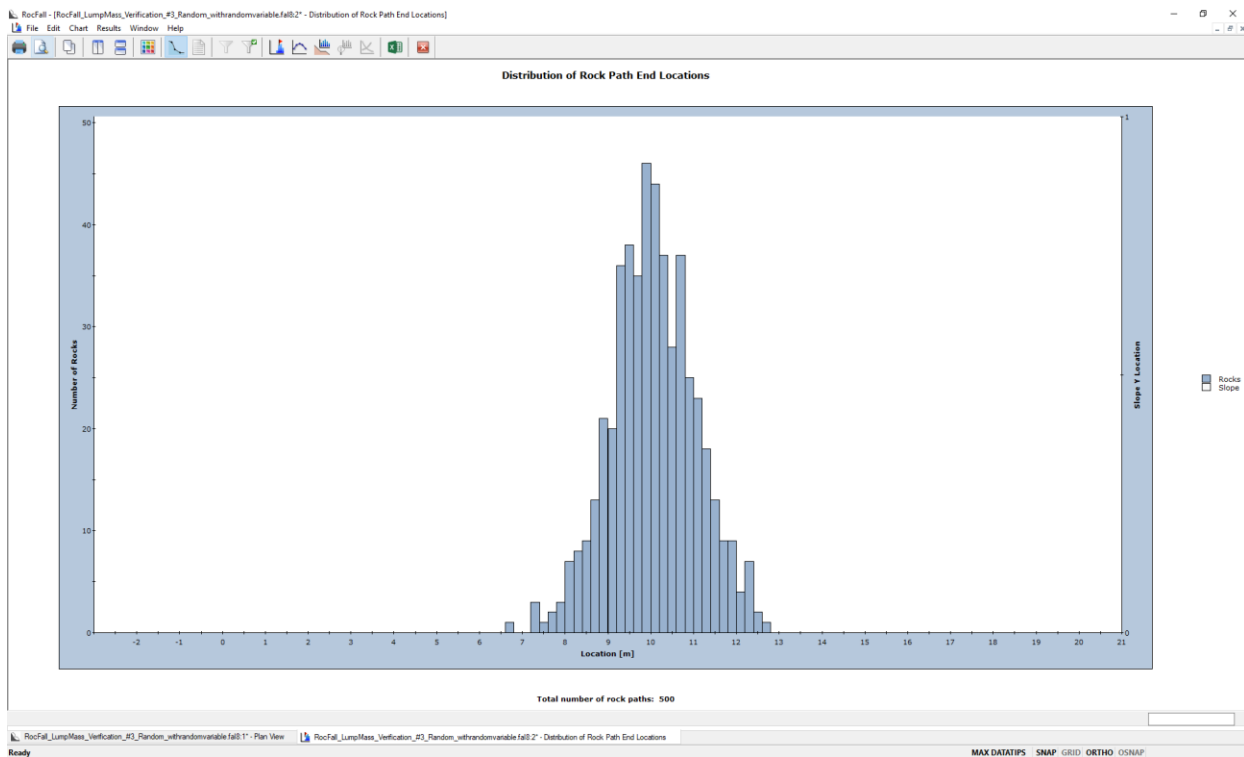 RocFall - [RocFall_LumpMass_Verification_#3_Random_withrandomvariable.fal8:2* - Distribution of Rock Path End Locations]
File Edit Chart Results Window Help
Distribution of Rock Path End Locations
50
40
30
20
10
0
Number of Rocks
1
0
Slope Y Location
Rocks
Slope
-2 -1 0 1 2 3 4 5 6 7 8 9 10 11 12 13 14 15 16 17 18 19 20 21
Location [m]
Total number of rock paths: 500
RocFall_LumpMass_Verification_#3_Random_withrandomvariable.fal8:1* - Plan View RocFall_LumpMass_Verification_#3_Random_withrandomvariable.fal8:2* - Distribution of Rock Path End Locations
Ready MAX DATATIPS SNAP GRID ORTHO OSNAP